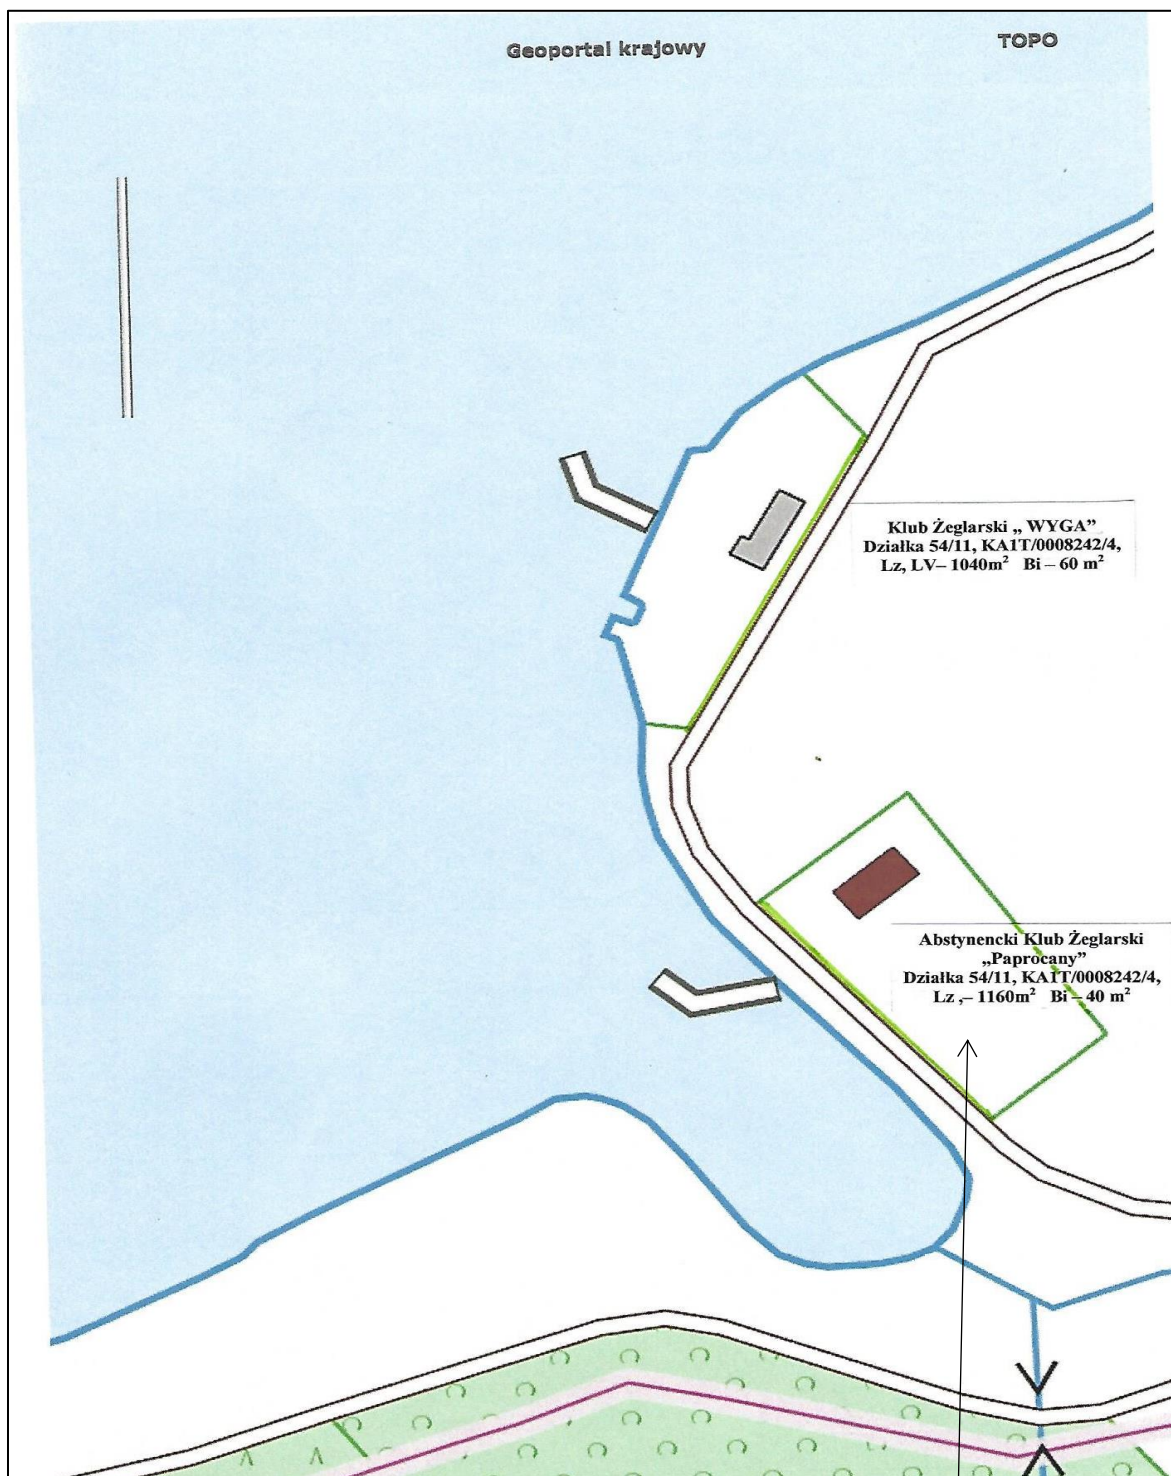 Geoportal krajowy
TOPO
Klub Żeglarski „ WYGA”
Działka 54/11, KA1T/0008242/4,
Lz, LV– 1040m² Bi – 60 m²
Abstynencki Klub Żeglarski
„Paprocany”
Działka 54/11, KA1T/0008242/4,
Lz ,– 1160m² Bi – 40 m²